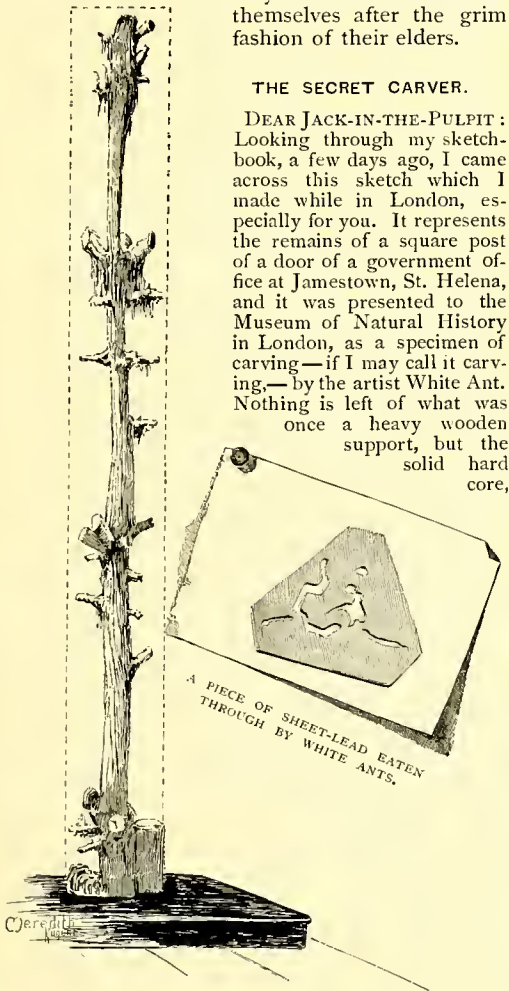 themselves after the grim
fashion of their elders.
THE SECRET CARVER.
DEAR JACK-IN-THE-PULPIT :
Looking through my sketch-
book, a few days ago, I came
across this sketch which I
made while in London, es-
pecially for you. It represents
the remains of a square post
of a door of a government of-
fice at Jamestown, St. Helena,
and it was presented to the
Museum of Natural History
in London, as a specimen of
carving—if I may call it carv-
ing,—by the artist White Ant.
Nothing is left of what was
once a heavy wooden
support, but the
solid hard
core,
A PIECE OF SHEET-LEAD EATEN
THROUGH BY WHITE ANTS.
Meredith
Nugent